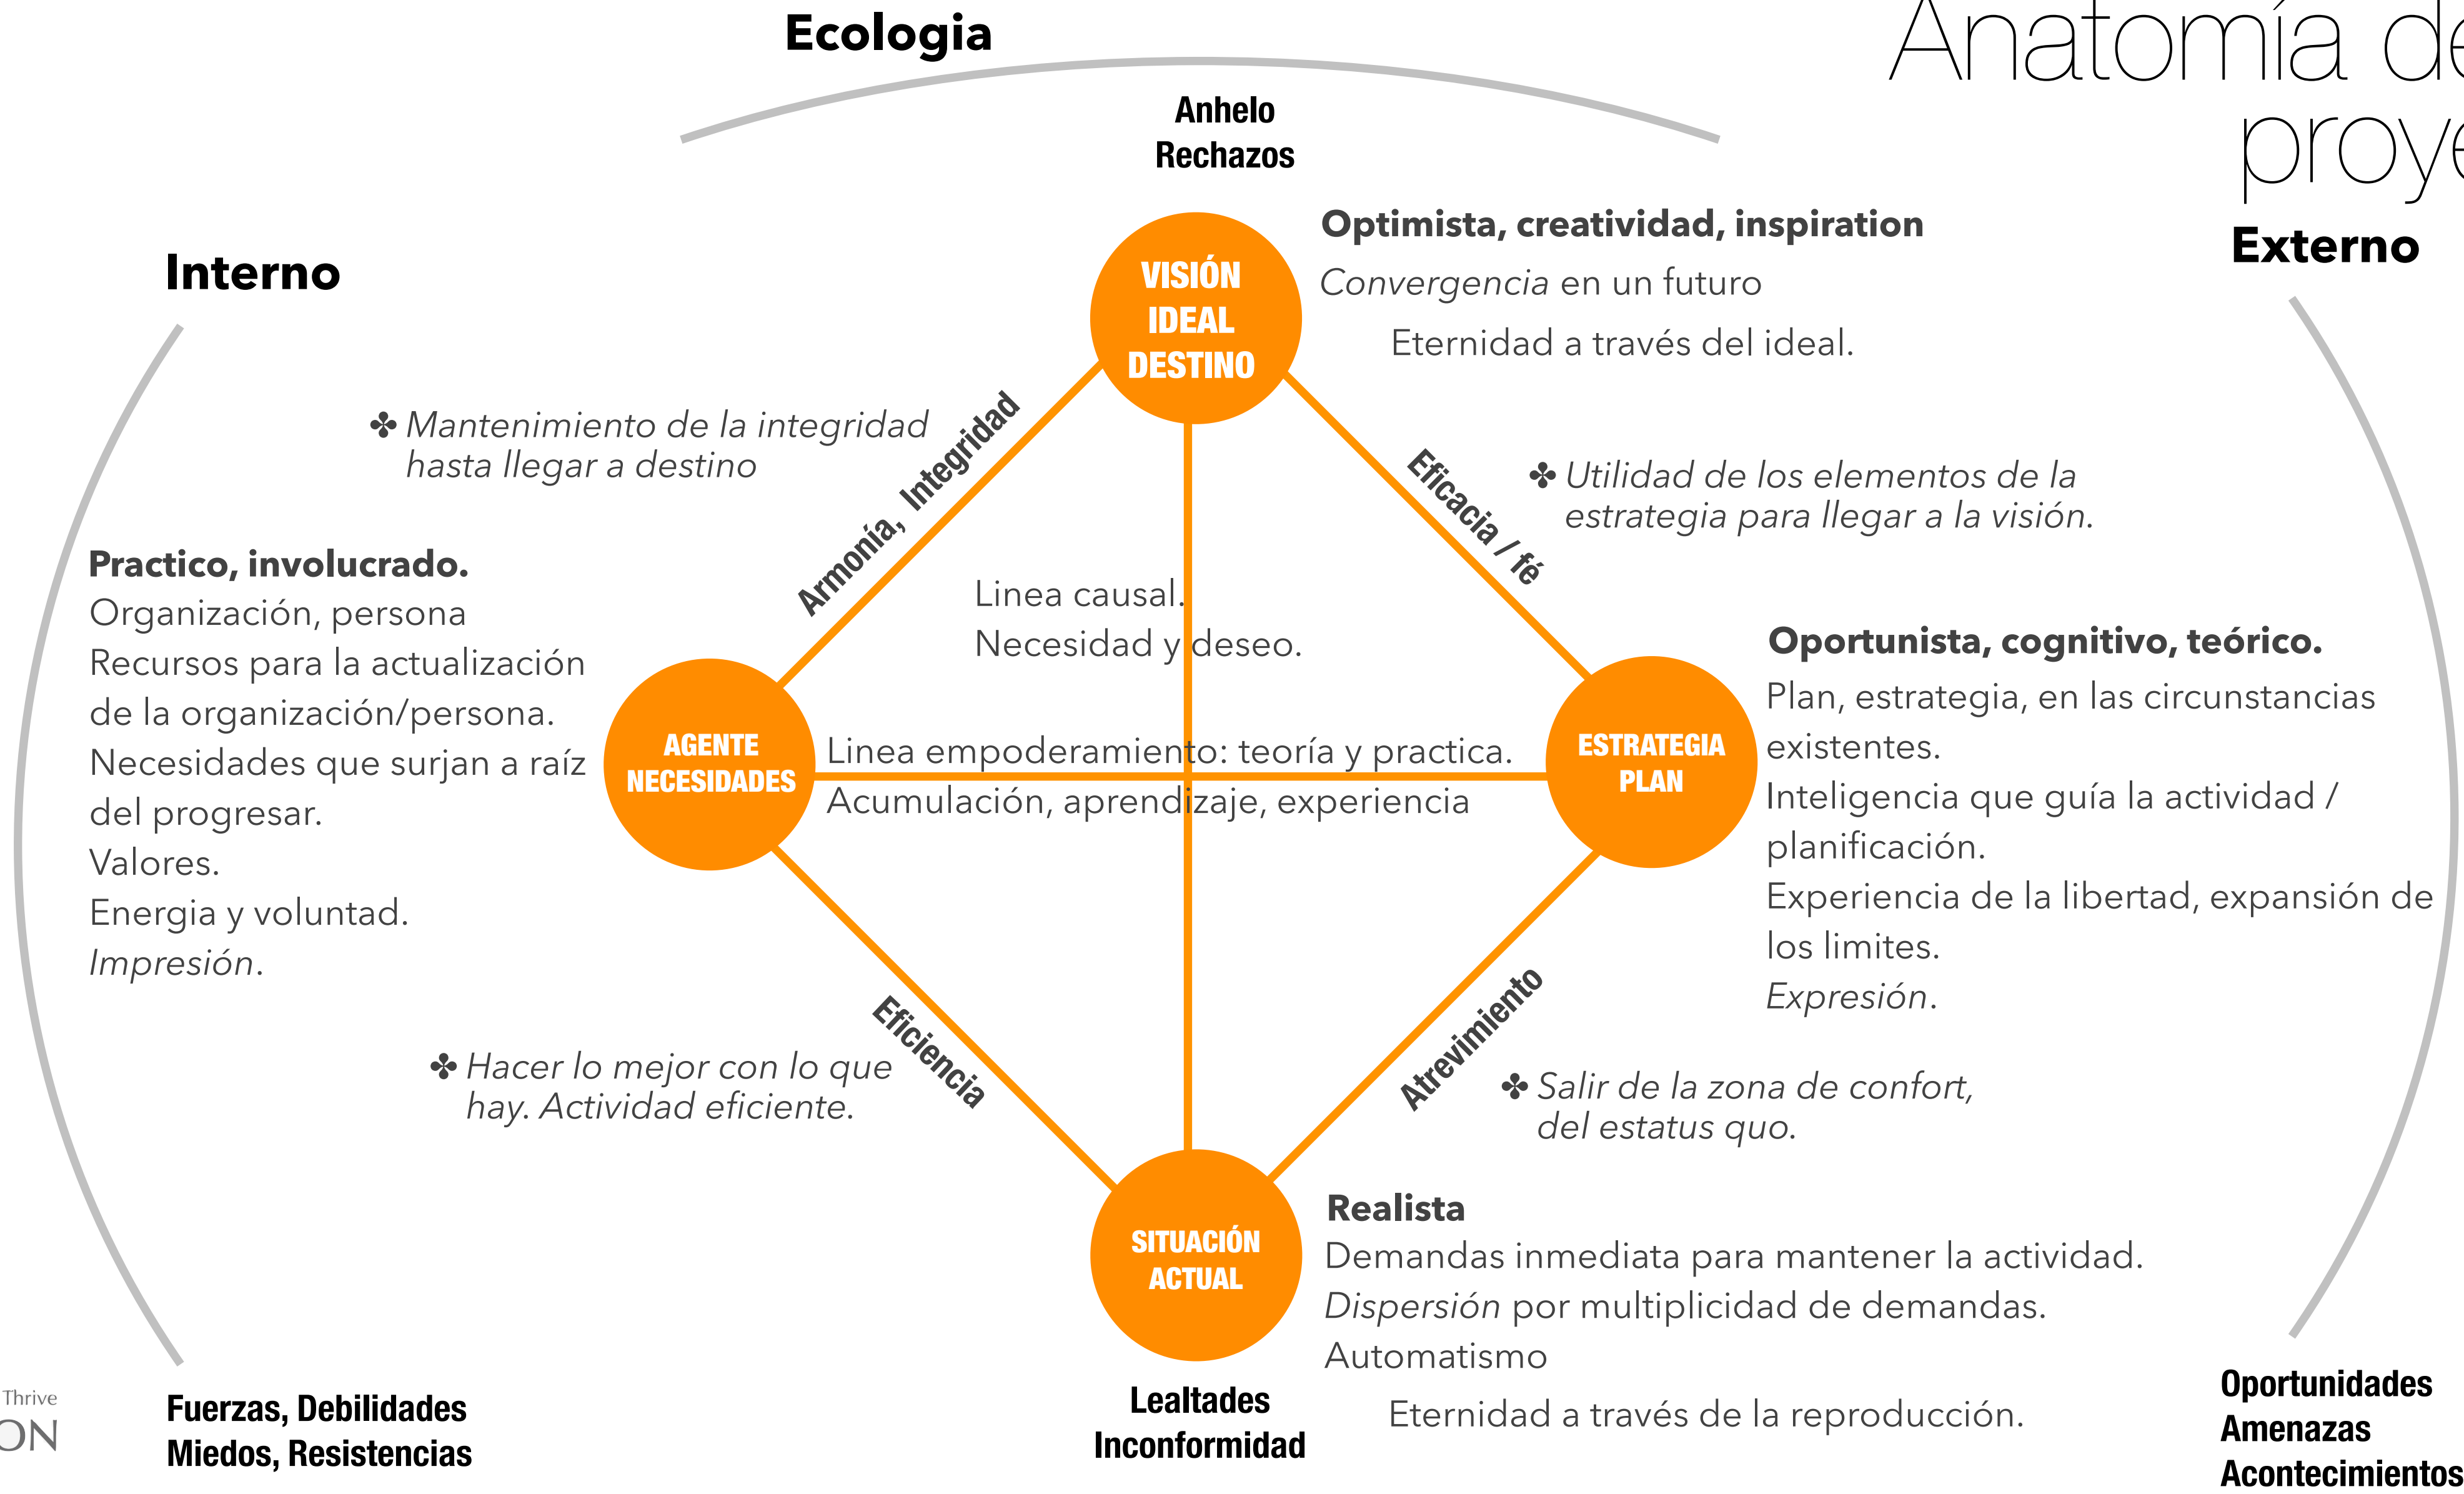 Ecologia
Anatomía de
proye
Anhelo
Rechazos
Interno
Externo
VISIÓN
IDEAL
DESTINO
Optimista, creatividad, inspiration
Convergencia en un futuro
Eternidad a través del ideal.
✤ Mantenimiento de la integridad
hasta llegar a destino
Armonía, Integridad
Eficacia / fé
✤ Utilidad de los elementos de la
estrategia para llegar a la visión.
Practico, involucrado.
Organización, persona
Recursos para la actualización
de la organización/persona.
Necesidades que surjan a raíz
del progresar.
Valores.
Energia y voluntad.
Impresión.
Linea causal.
Necesidad y deseo.
AGENTE
NECESIDADES
Linea empoderamiento: teoría y practica.
Acumulación, aprendizaje, experiencia
ESTRATEGIA
PLAN
Oportunista, cognitivo, teórico.
Plan, estrategia, en las circunstancias
existentes.
Inteligencia que guía la actividad /
planificación.
Experiencia de la libertad, expansión de
los limites.
Expresión.
Eficiencia
✤ Hacer lo mejor con lo que
hay. Actividad eficiente.
Atrevimiento
✤ Salir de la zona de confort,
del estatus quo.
SITUACIÓN
ACTUAL
Realista
Demandas inmediata para mantener la actividad.
Dispersión por multiplicidad de demandas.
Automatismo
Eternidad a través de la reproducción.
Lealtades
Inconformidad
Thrive
ON
Fuerzas, Debilidades
Miedos, Resistencias
Oportunidades
Amenazas
Acontecimientos